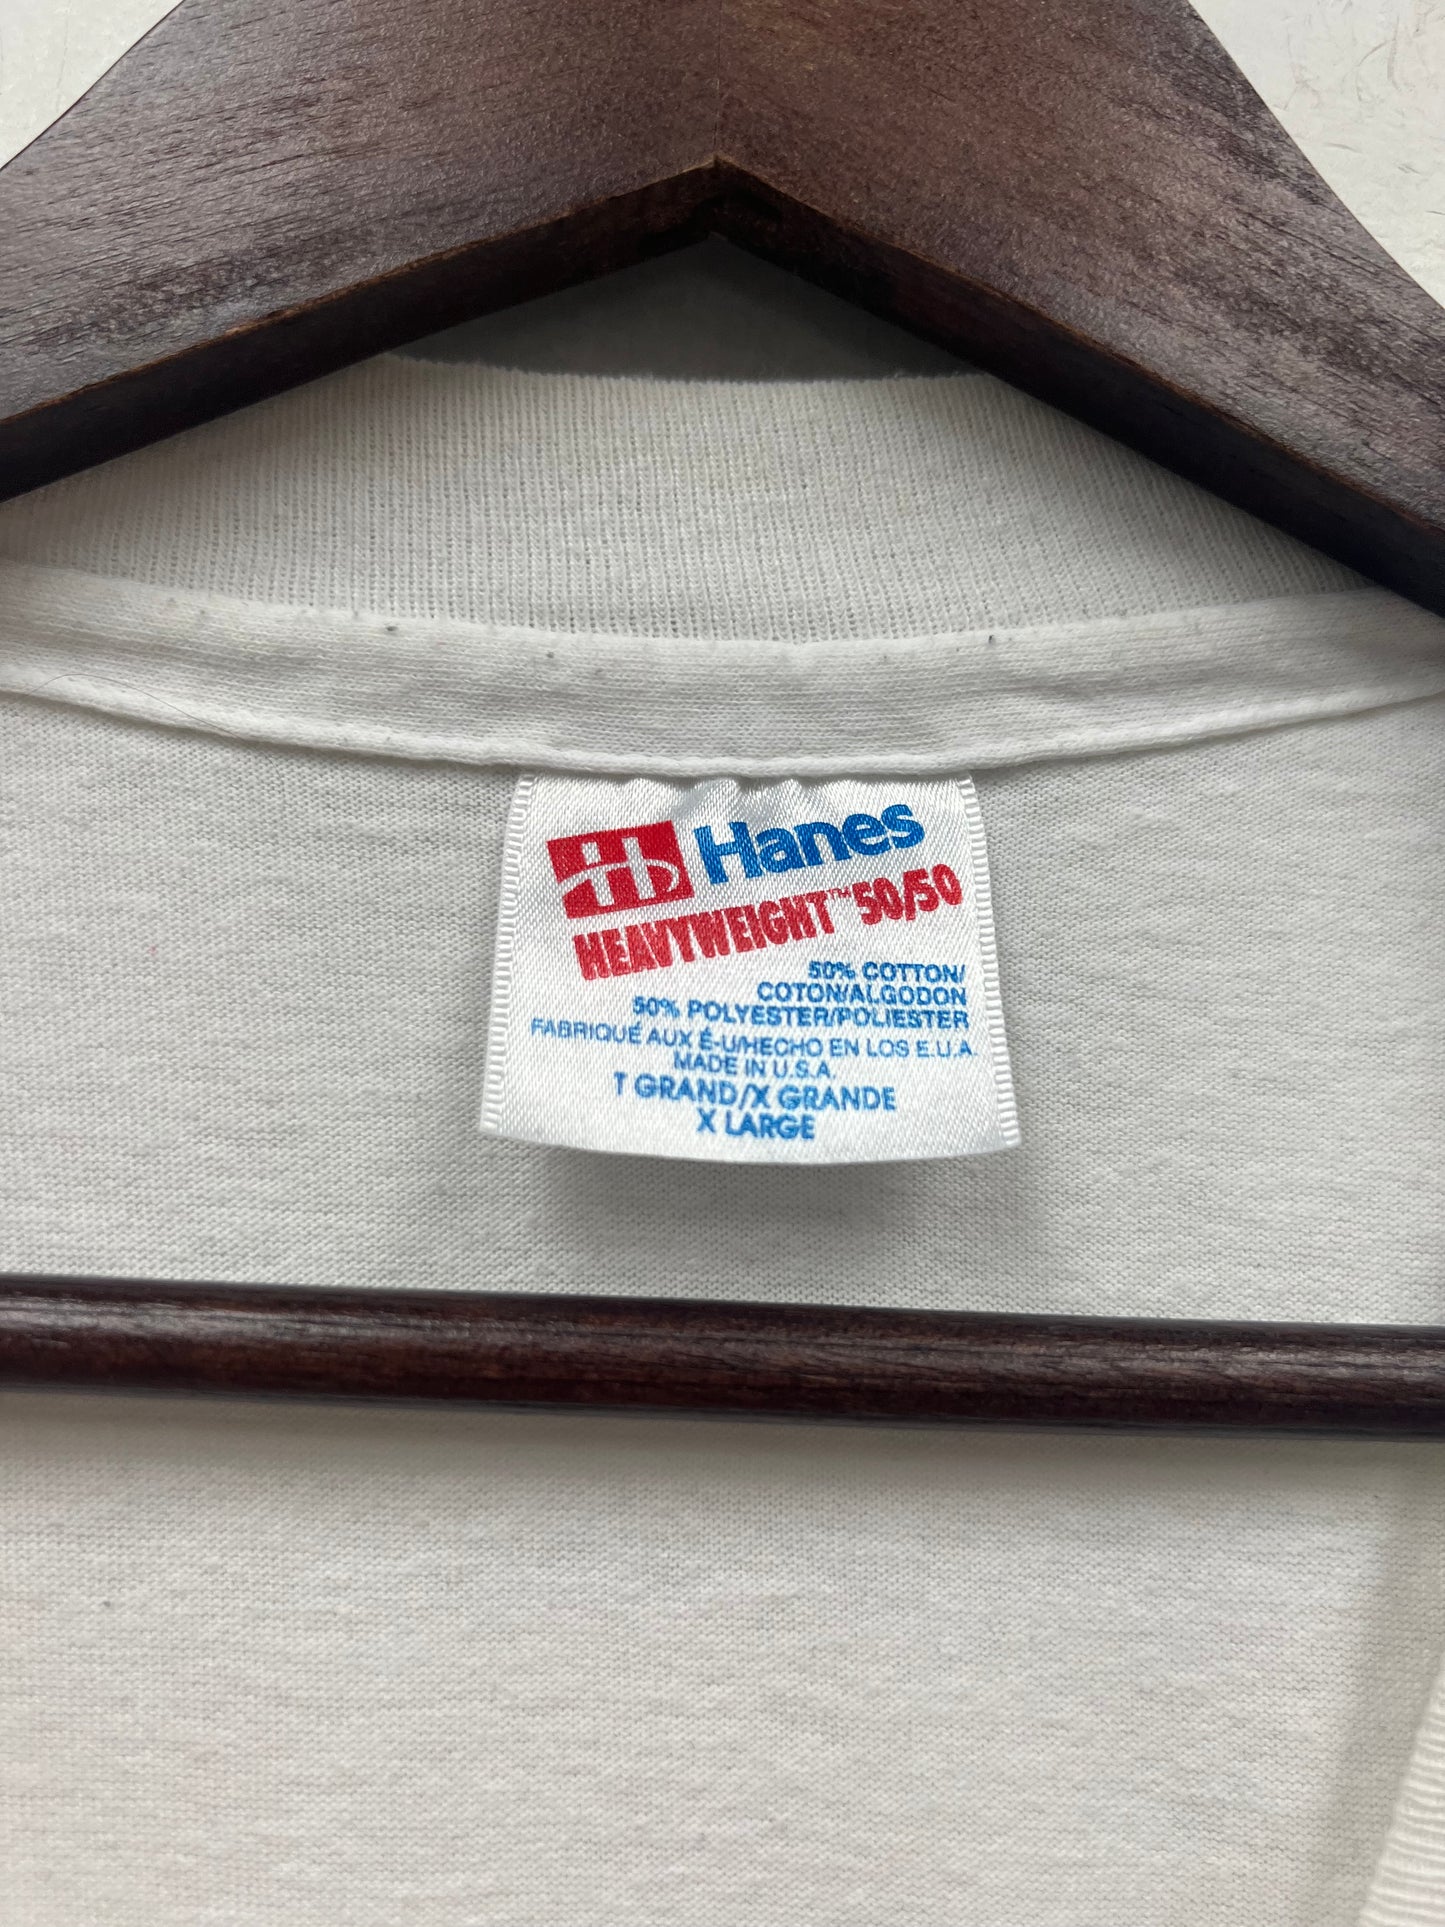 Hanes
HEAVYWEIGHT™ 50/50
50% COTTON/
COTON/ALGODON
50% POLYESTER/POLIESTER
FABRIQUÉ AUX É-U/HECHO EN LOS E.U.A.
MADE IN U.S.A.
T GRAND/X GRANDE
X LARGE